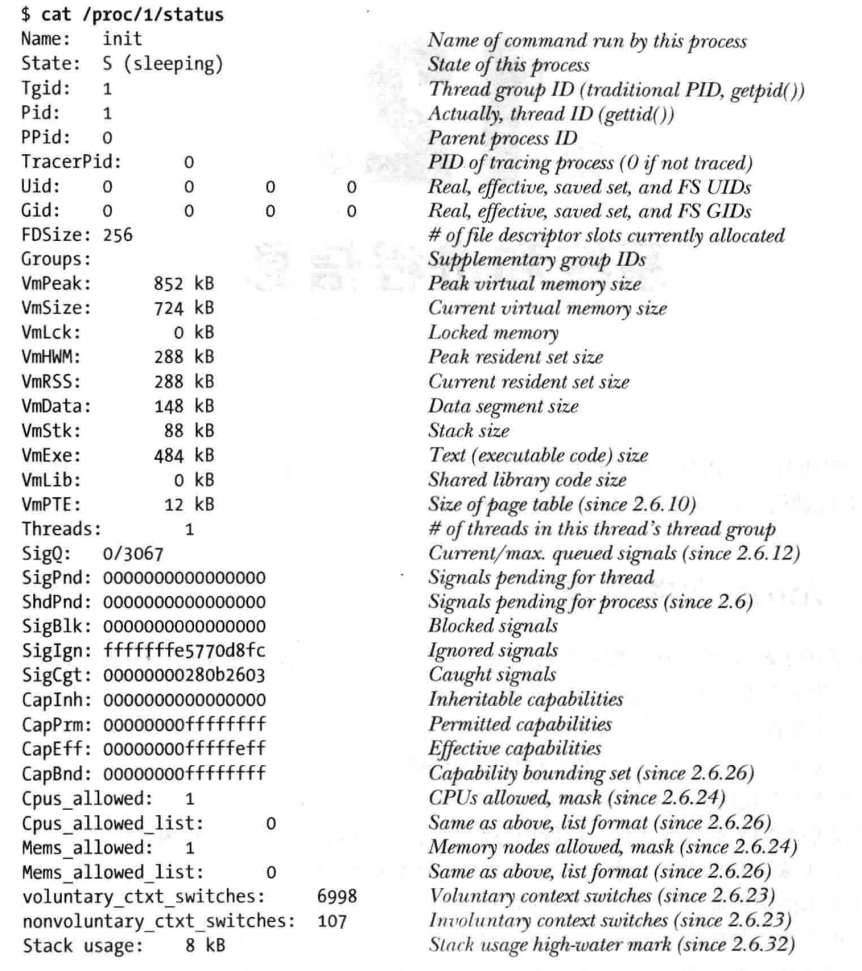 $ cat /proc/1/status
Name: init Name of command run by this process
State: S (sleeping) State of this process
Tgid: 1 Thread group ID (traditional PID, getpid())
Pid: 1 Actually, thread ID (gettid())
PPid: 0 Parent process ID
TracerPid: 0 PID of tracing process (0 if not traced)
Uid: 0 0 0 0 Real, effective, saved set, and FS UIDs
Gid: 0 0 0 0 Real, effective, saved set, and FS GIDs
FDSize: 256 # of file descriptor slots currently allocated
Groups: Supplementary group IDs
VmPeak: 852 kB Peak virtual memory size
VmSize: 724 kB Current virtual memory size
VmLck: 0 kB Locked memory
VmHWM: 288 kB Peak resident set size
VmRSS: 288 kB Current resident set size
VmData: 148 kB Data segment size
VmStk: 88 kB Stack size
VmExe: 484 kB Text (executable code) size
VmLib: 0 kB Shared library code size
VmPTE: 12 kB Size of page table (since 2.6.10)
Threads: 1 # of threads in this thread's thread group
SigQ: 0/3067 Current/max. queued signals (since 2.6.12)
SigPnd: 0000000000000000 Signals pending for thread
ShdPnd: 0000000000000000 Signals pending for process (since 2.6)
SigBlk: 0000000000000000 Blocked signals
SigIgn: fffffffe5770d8fc Ignored signals
SigCgt: 00000000280b2603 Caught signals
CapInh: 0000000000000000 Inheritable capabilities
CapPrm: 00000000ffffffff Permitted capabilities
CapEff: 00000000fffffeff Effective capabilities
CapBnd: 00000000ffffffff Capability bounding set (since 2.6.26)
Cpus_allowed: 1 CPUs allowed, mask (since 2.6.24)
Cpus_allowed_list: 0 Same as above, list format (since 2.6.26)
Mems_allowed: 1 Memory nodes allowed, mask (since 2.6.24)
Mems_allowed_list: 0 Same as above, list format (since 2.6.26)
voluntary_ctxt_switches: 6998 Voluntary context switches (since 2.6.23)
nonvoluntary_ctxt_switches: 107 Involuntary context switches (since 2.6.23)
Stack usage: 8 kB Stack usage high-water mark (since 2.6.32)